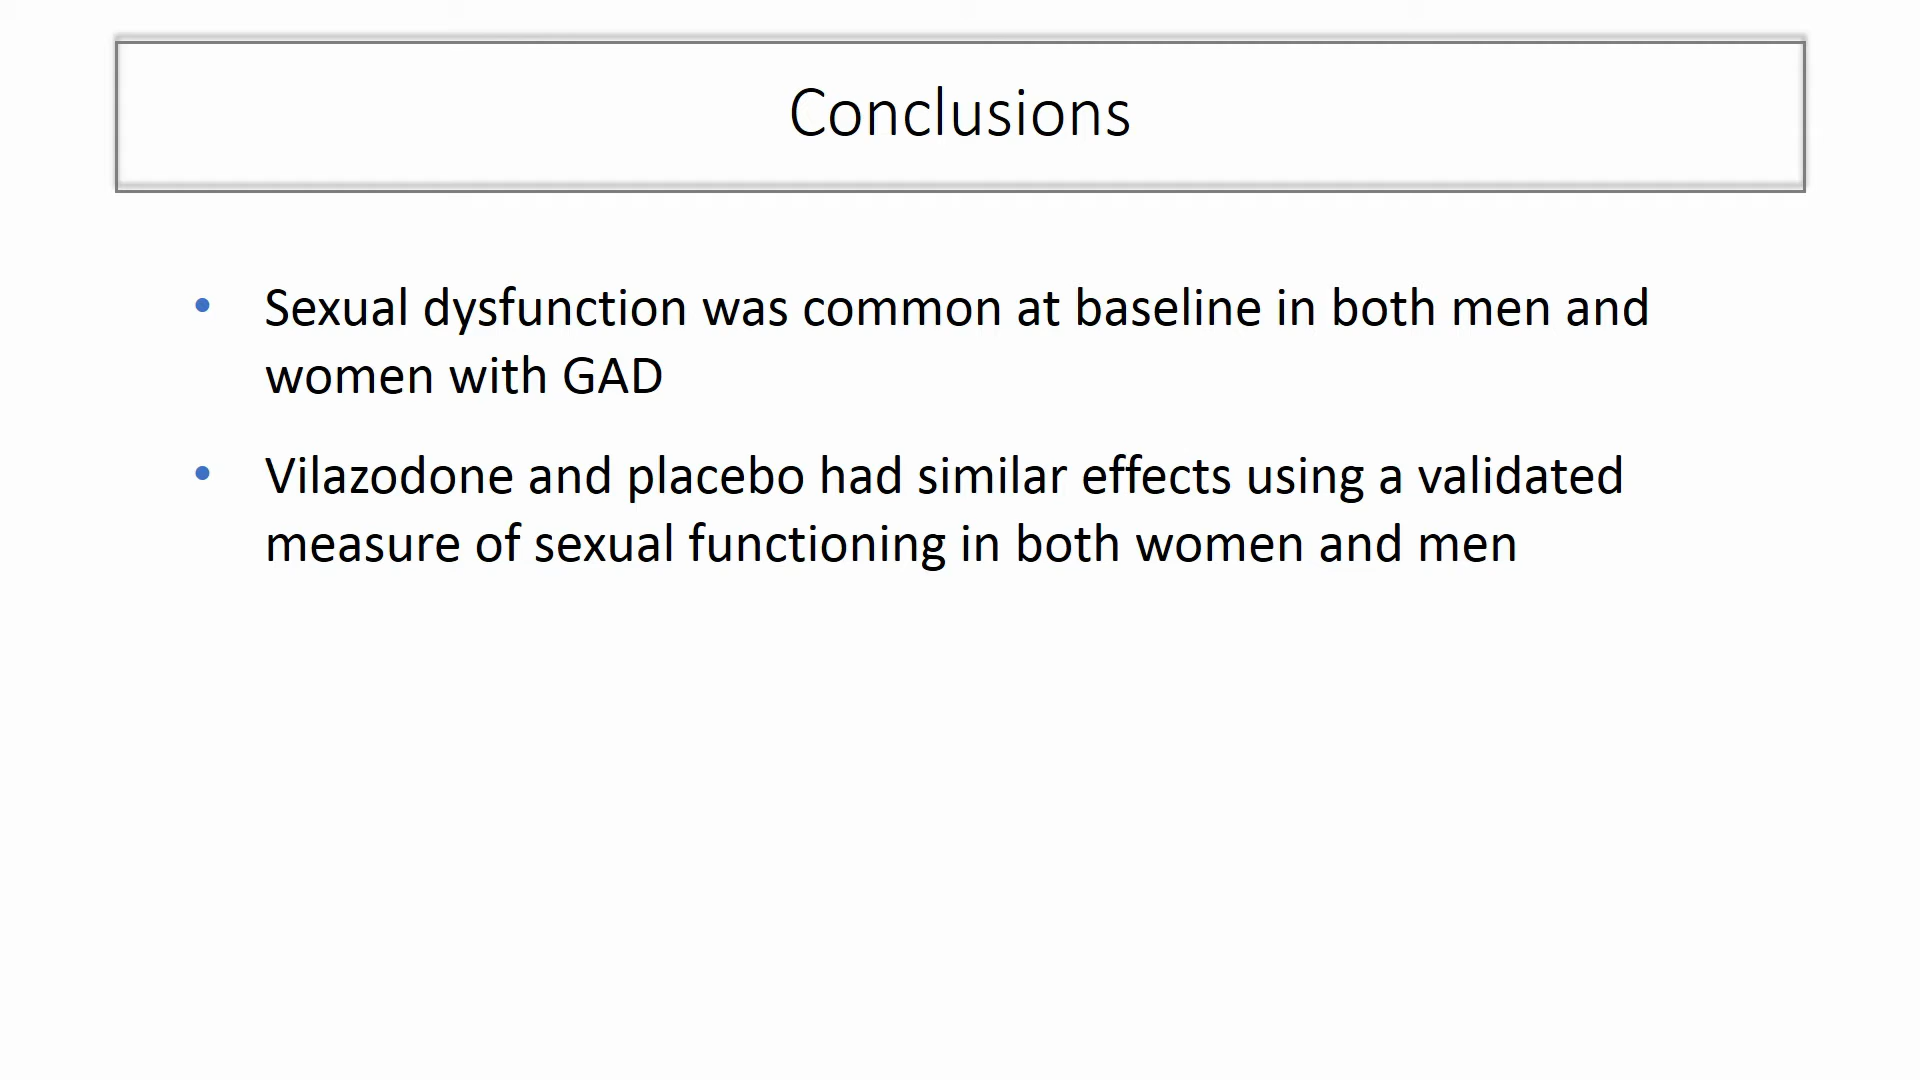 Conclusions
• Sexual dysfunction was common at baseline in both men and
women with GAD
• Vilazodone and placebo had similar effects using a validated
measure of sexual functioning in both women and men